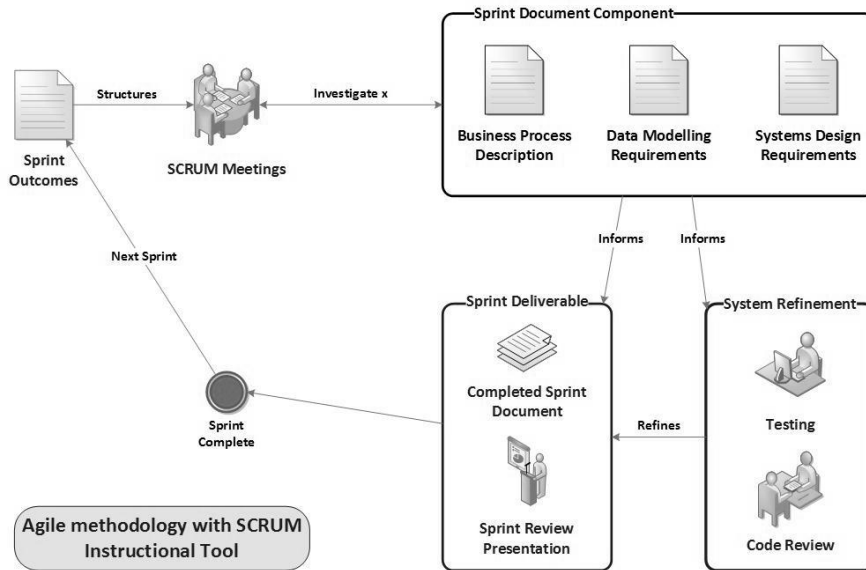 Sprint Document Component
Structures
Investigate x
Business Process
Description
Data Modelling
Requirements
Systems Design
Requirements
Sprint
Outcomes
SCRUM Meetings
Next Sprint
Informs
Informs
Sprint Deliverable
System Refinement
Completed Sprint
Document
Testing
Sprint
Complete
Refines
Sprint Review
Presentation
Code Review
Agile methodology with SCRUM
Instructional Tool